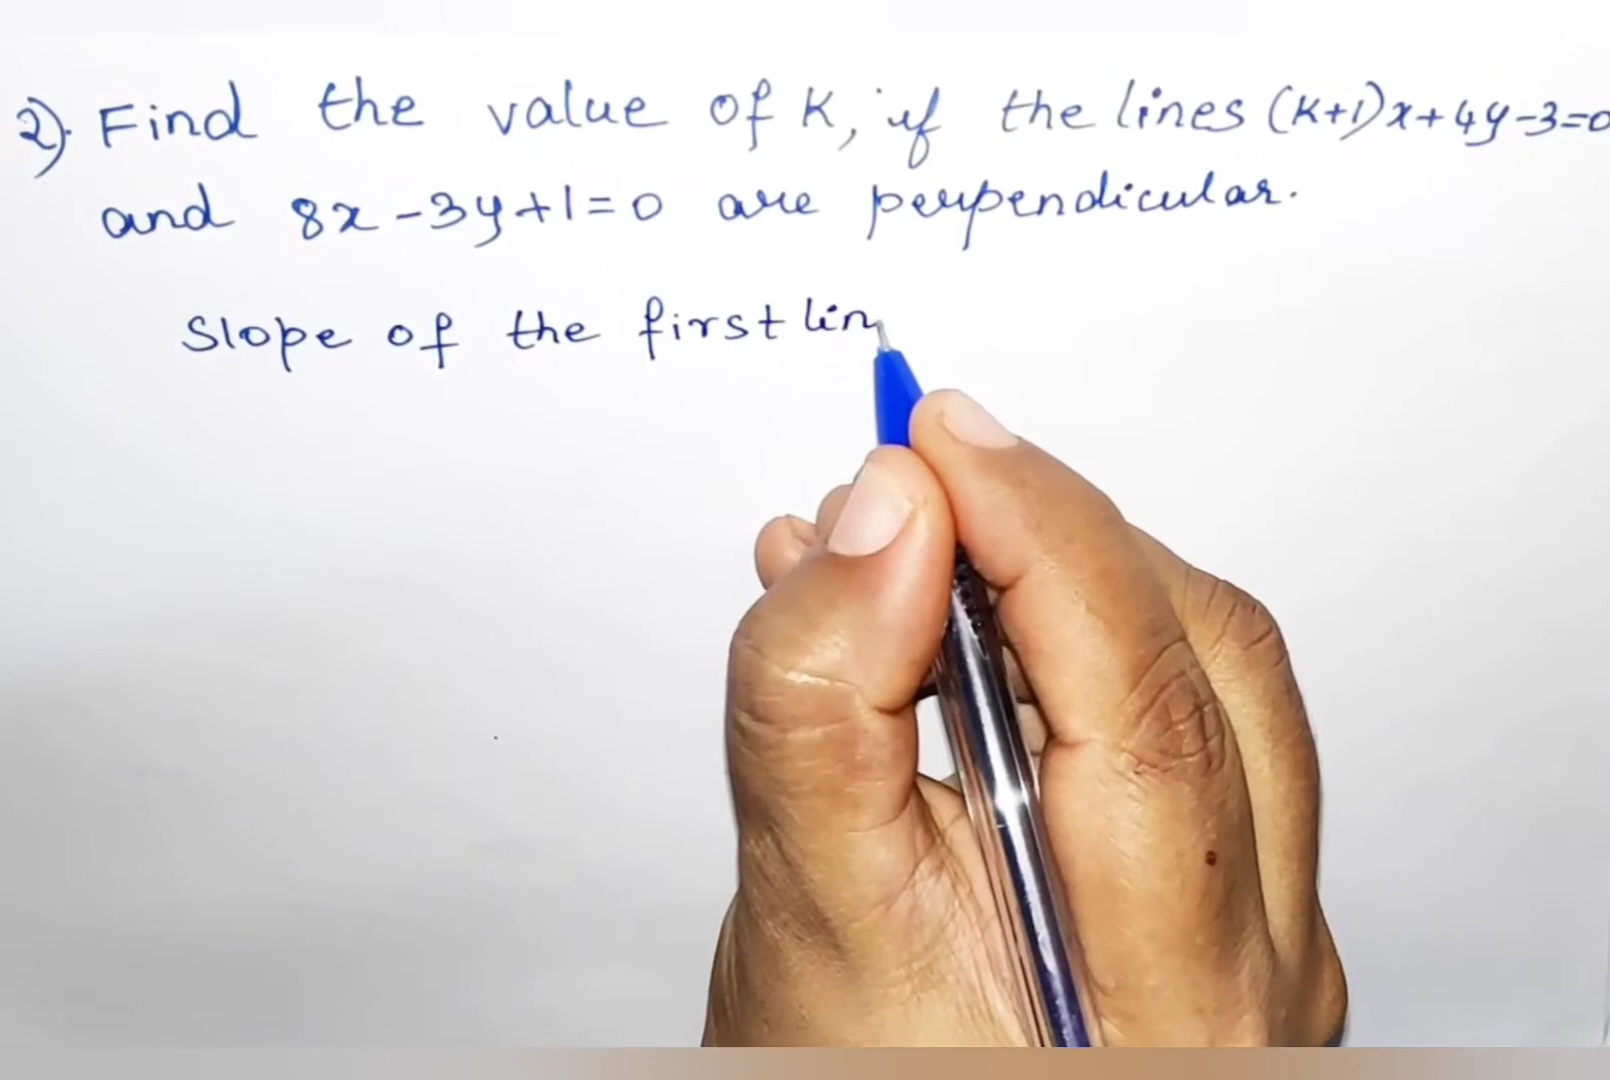 2). Find the value of K, if the lines (K+1)x+4y-3=0
and 8x-3y+1=0 are perpendicular.
Slope of the first lin